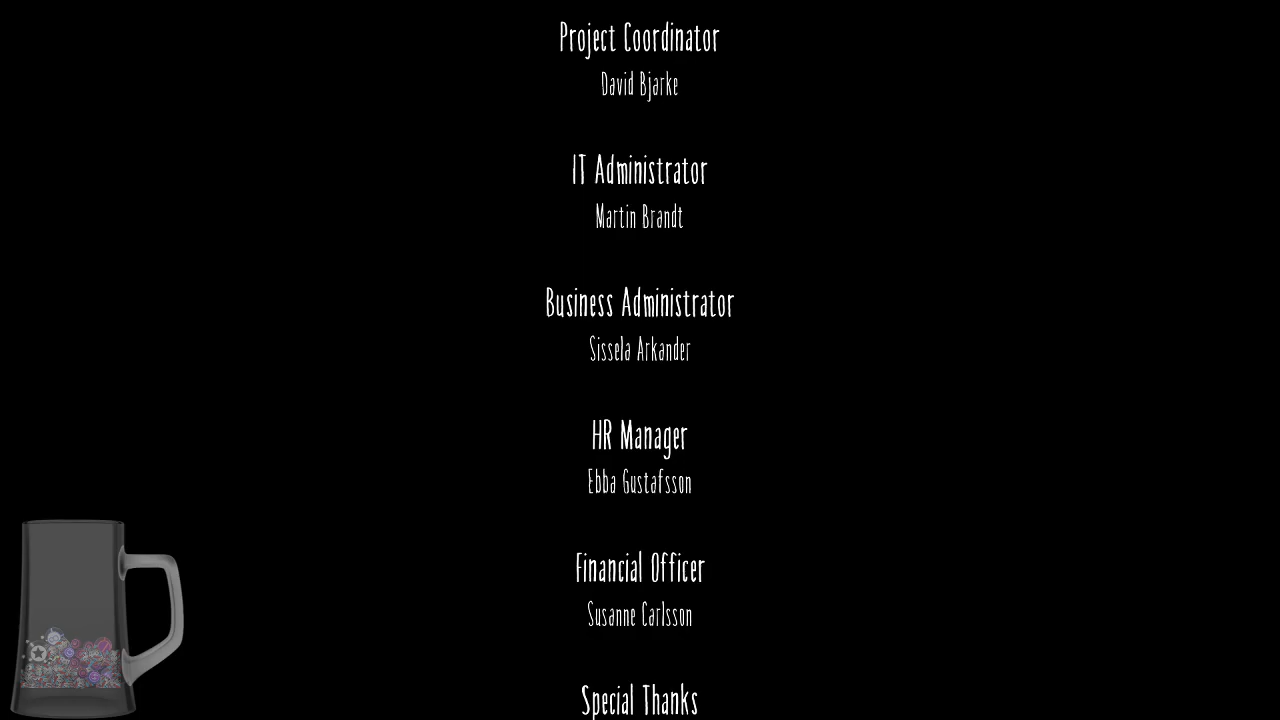 Project Coordinator
David Bjarke
IT Administrator
Martin Brandt
Business Administrator
Sissela Arkander
HR Manager
Ebba Gustafsson
Financial Officer
Susanne Carlsson
Special Thanks